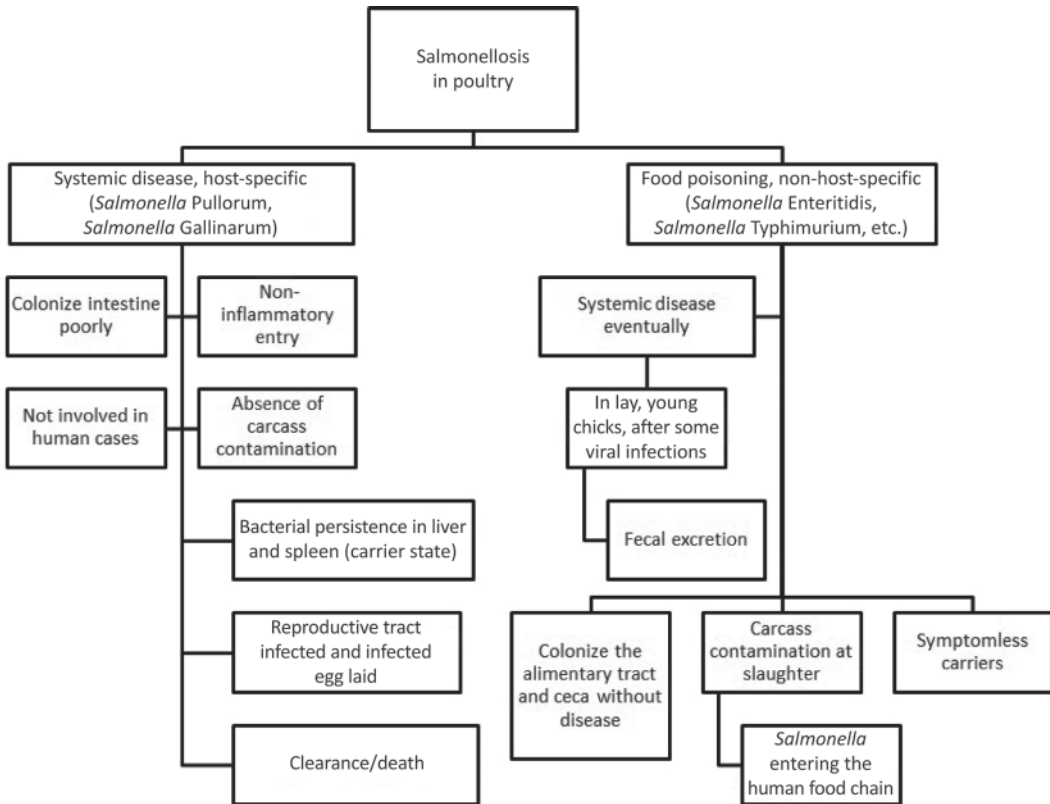 Salmonellosis
in poultry
Systemic disease, host-specific
(Salmonella Pullorum,
Salmonella Gallinarum)
Food poisoning, non-host-specific
(Salmonella Enteritidis,
Salmonella Typhimurium, etc.)
Colonize intestine
poorly
Non-
inflammatory
entry
Not involved in
human cases
Absence of
carcass
contamination
Bacterial persistence in liver
and spleen (carrier state)
Reproductive tract
infected and infected
egg laid
Clearance/death
Systemic disease
eventually
In lay, young
chicks, after some
viral infections
Fecal excretion
Colonize the
alimentary tract
and ceca without
disease
Carcass
contamination at
slaughter
Symptomless
carriers
Salmonella
entering the
human food chain